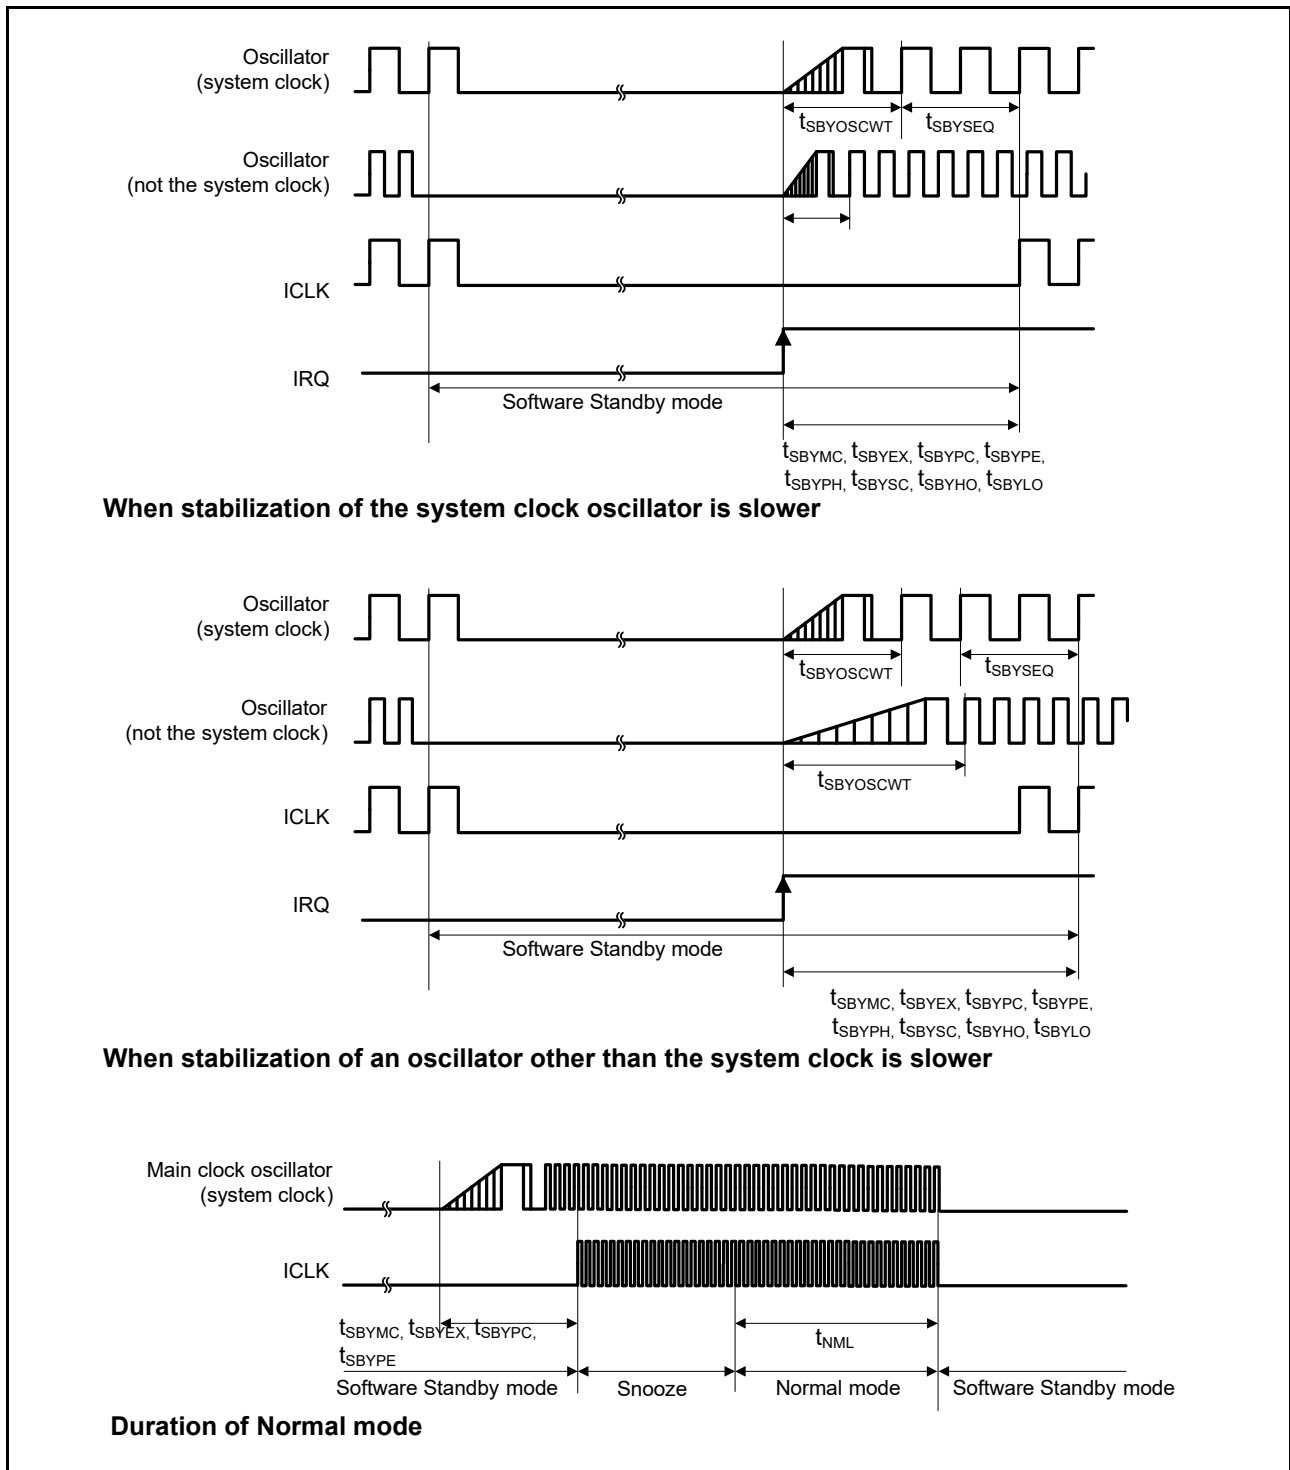 Oscillator
(system clock)
tSBYOSCWT tSBYSEQ
Oscillator
(not the system clock)
ICLK
IRQ
Software Standby mode
tSBYMC, tSBYEX, tSBYPC, tSBYPE,
tSBYPH, tSBYSC, tSBYHO, tSBYLO
When stabilization of the system clock oscillator is slower
Oscillator
(system clock)
tSBYOSCWT tSBYSEQ
Oscillator
(not the system clock)
tSBYOSCWT
ICLK
IRQ
Software Standby mode
tSBYMC, tSBYEX, tSBYPC, tSBYPE,
tSBYPH, tSBYSC, tSBYHO, tSBYLO
When stabilization of an oscillator other than the system clock is slower
Main clock oscillator
(system clock)
ICLK
tSBYMC, tSBYEX, tSBYPC,
tSBYPE
tNML
Software Standby mode Snooze Normal mode Software Standby mode
Duration of Normal mode